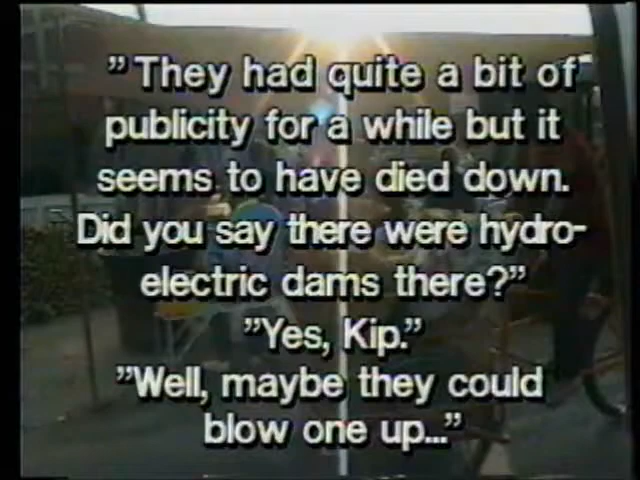 ”They had quite a bit of
publicity for a while but it
seems to have died down.
Did you say there were hydro-
electric dams there?”
”Yes, Kip.”
”Well, maybe they could
blow one up...”